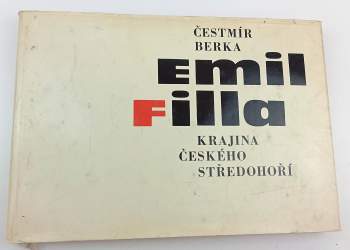 ČESTMÍR
BERKA
Emil
Filla
KRAJINA
ČESKÉHO
STŘEDOHOŘÍ